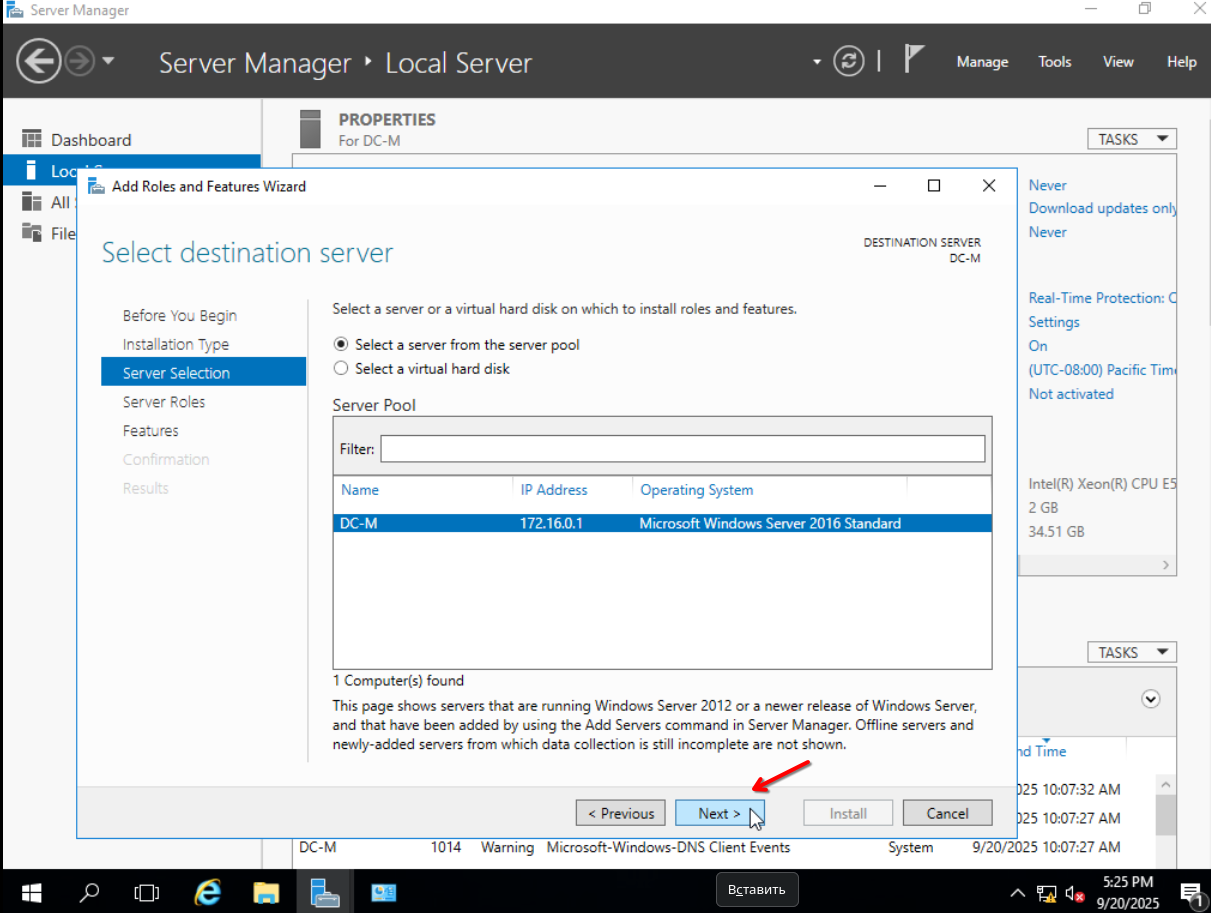 Server Manager
Server Manager ‣ Local Server
Manage Tools View Help
Dashboard
All
File
PROPERTIES
For DC-M
TASKS
Never
Download updates only
Never
Real-Time Protection:
Settings
On
(UTC-08:00) Pacific Time
Not activated
Intel(R) Xeon(R) CPU E5
2 GB
34.51 GB
TASKS
Add Roles and Features Wizard
Select destination server
DESTINATION SERVER
DC-M
Before You Begin
Installation Type
Server Selection
Server Roles
Features
Confirmation
Results
Select a server or a virtual hard disk on which to install roles and features.
Select a server from the server pool
Select a virtual hard disk
Server Pool
Filter:
Name IP Address Operating System
DC-M 172.16.0.1 Microsoft Windows Server 2016 Standard
1 Computer(s) found
This page shows servers that are running Windows Server 2012 or a newer release of Windows Server,
and that have been added by using the Add Servers command in Server Manager. Offline servers and
newly-added servers from which data collection is still incomplete are not shown.
< Previous Next > Install Cancel
Time
025 10:07:32 AM
025 10:07:27 AM
DC-M 1014 Warning Microsoft-Windows-DNS Client Events System 9/20/2025 10:07:27 AM
Вставить
5:25 PM
9/20/2025
1